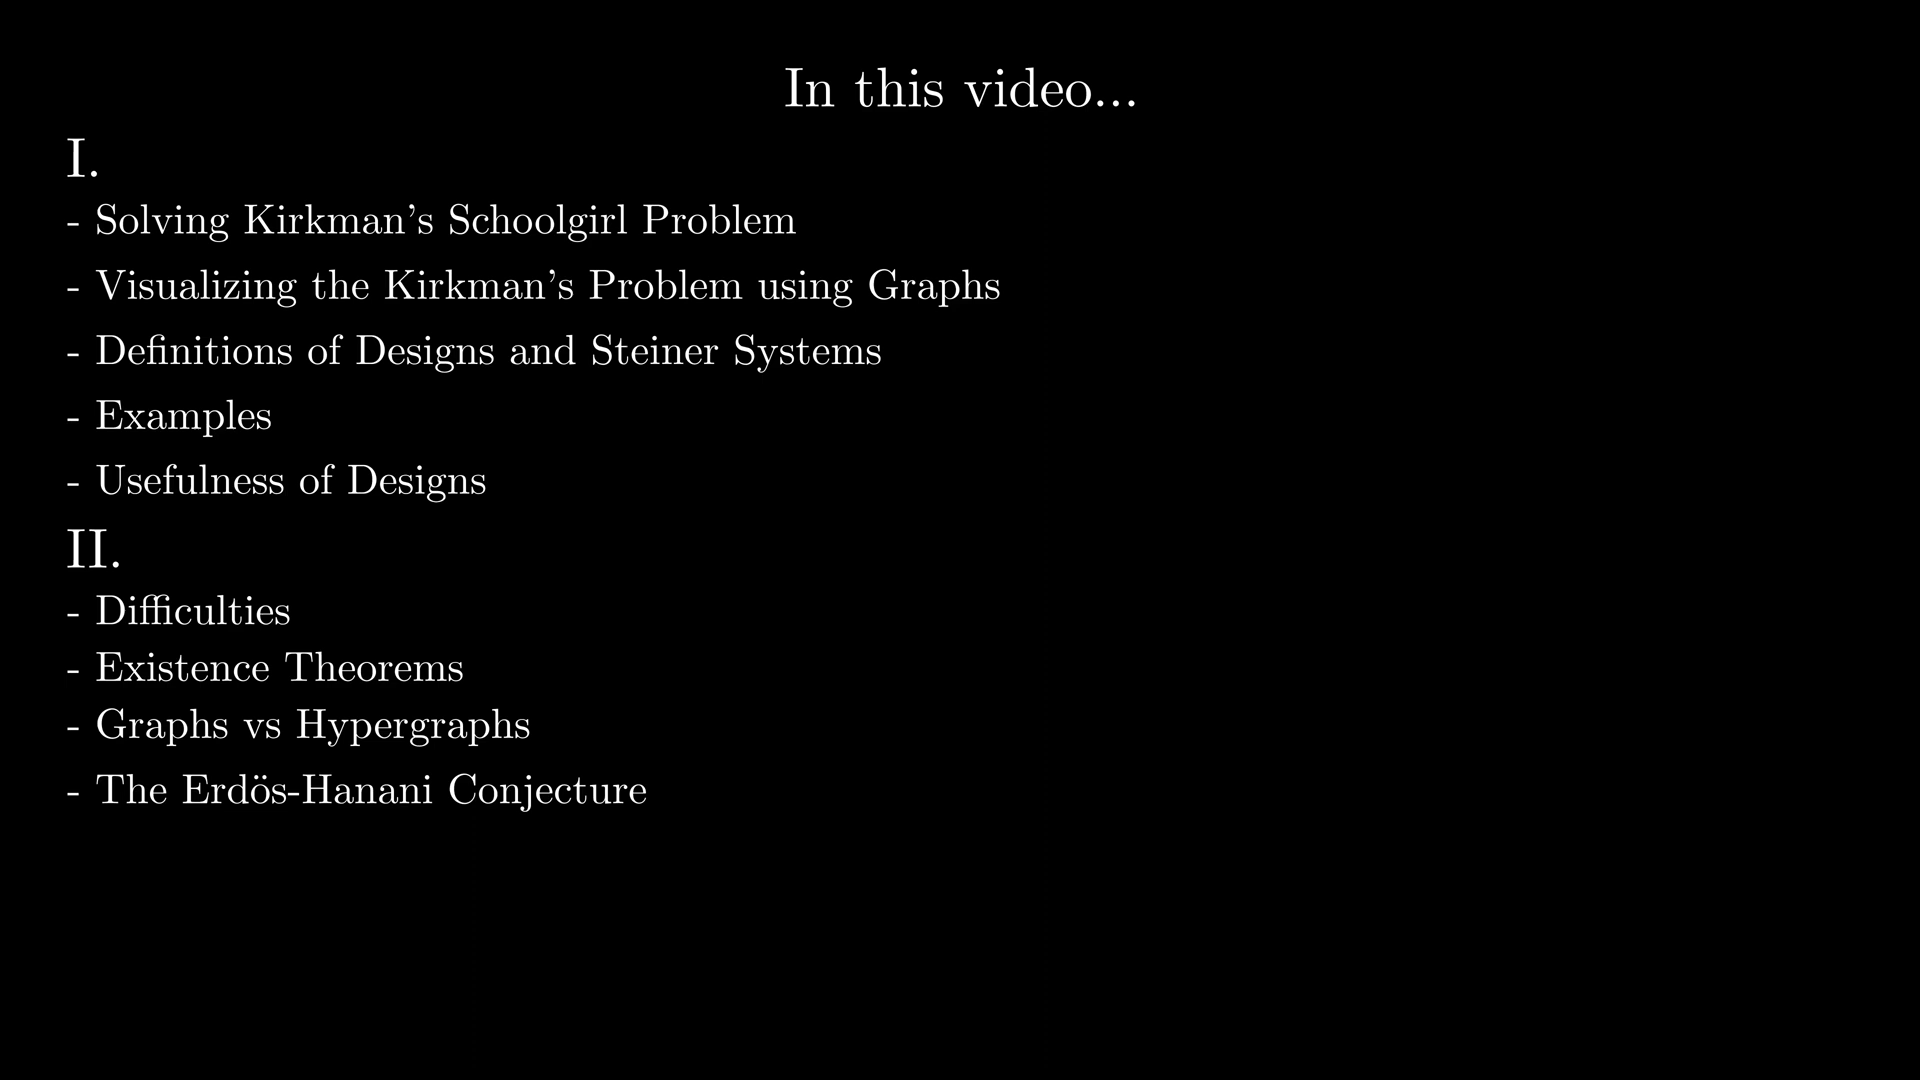 In this video...
I.
- Solving Kirkman's Schoolgirl Problem
- Visualizing the Kirkman's Problem using Graphs
- Definitions of Designs and Steiner Systems
- Examples
- Usefulness of Designs
II.
- Difficulties
- Existence Theorems
- Graphs vs Hypergraphs
- The Erdös-Hanani Conjecture